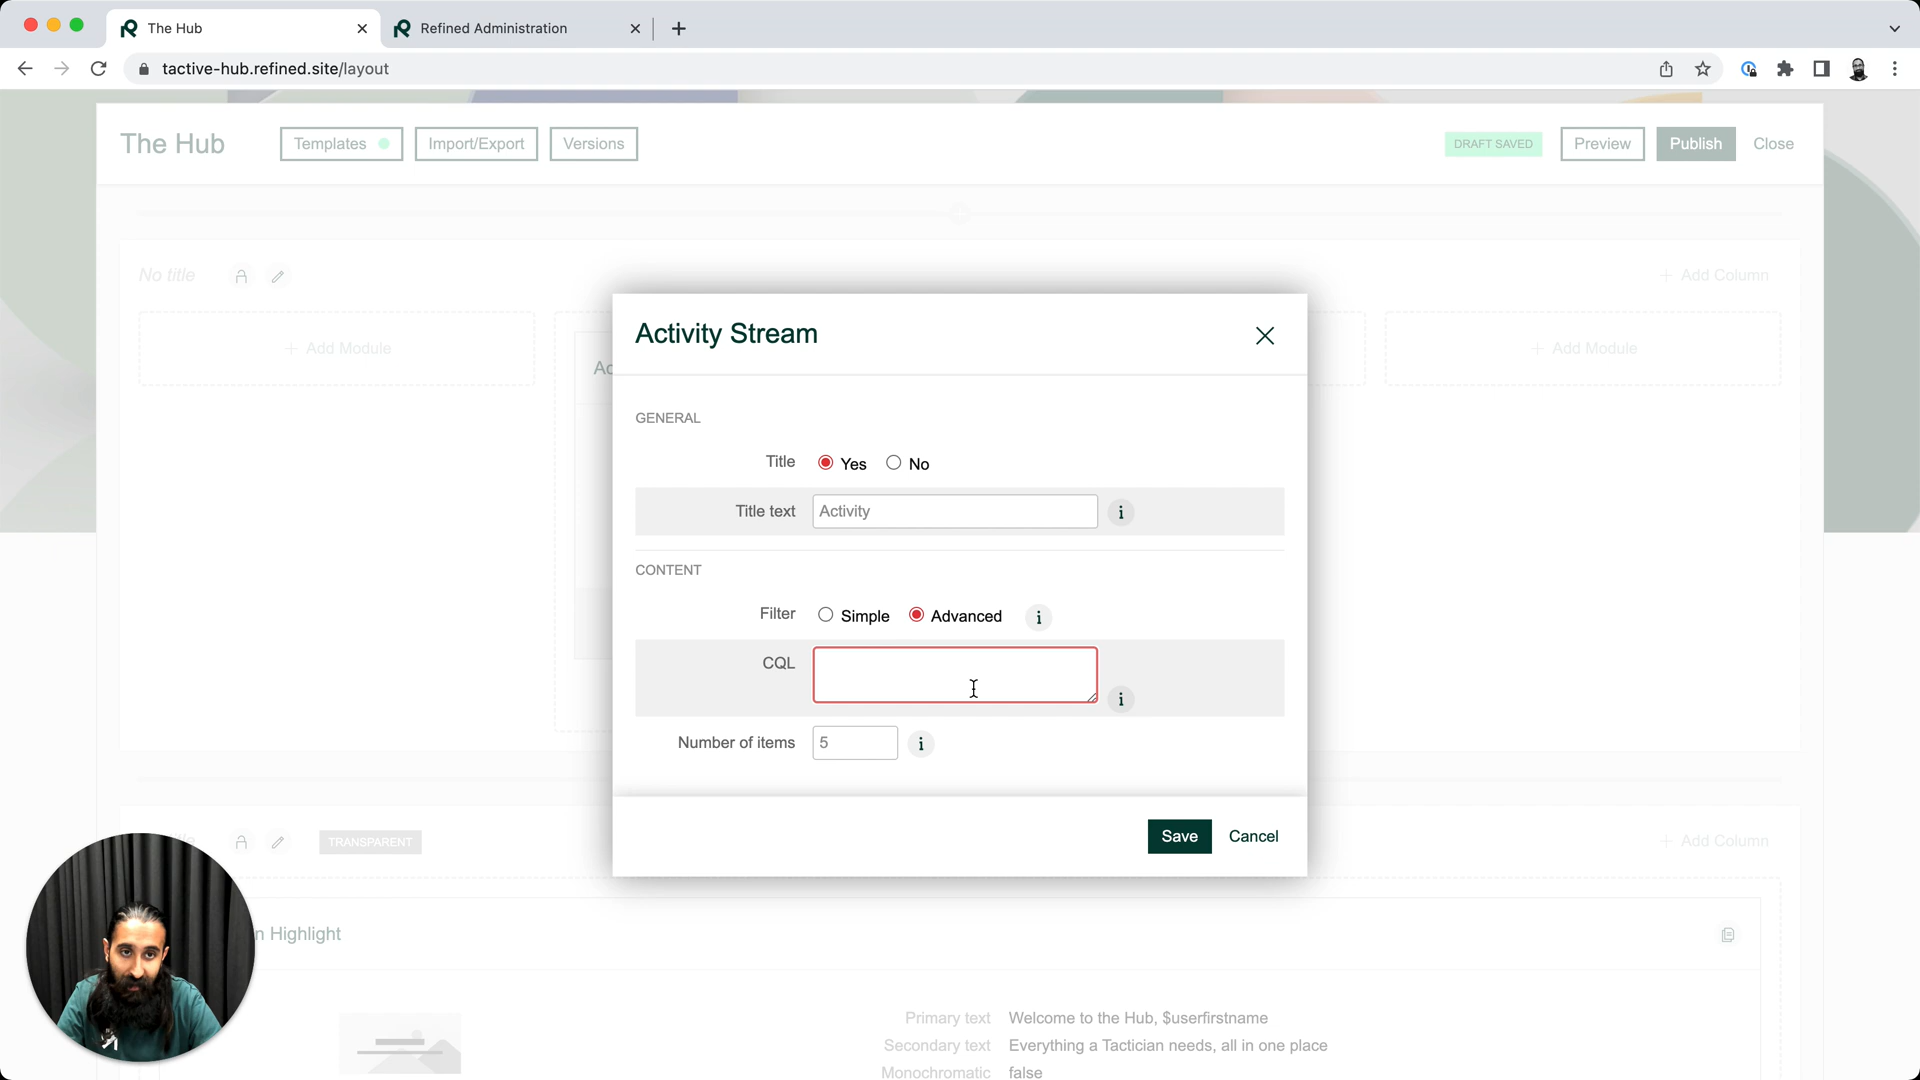 The Hub
Refined Administration
tactive-hub.refined.site/layout
The Hub
Templates
Import/Export
Versions
DRAFT SAVED
Preview
Publish
Close
No title
Add Column
Add Module
Add Module
Activity Stream
GENERAL
Title
Yes
No
Title text
Activity
CONTENT
Filter
Simple
Advanced
CQL
Number of items
5
Save
Cancel
TRANSPARENT
Add Column
n Highlight
Primary text
Welcome to the Hub, $userfirstname
Secondary text
Everything a Tactician needs, all in one place
Monochromatic
false